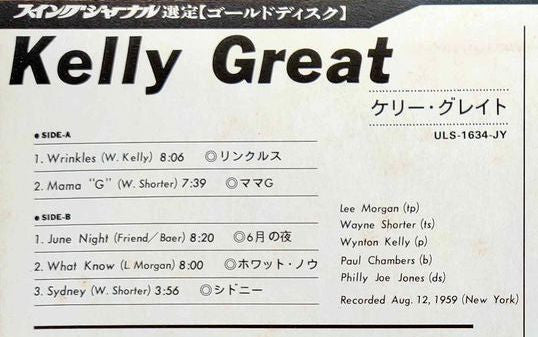 スイングジャーナル選定【ゴールドディスク】
Kelly Great
ケリー・グレイト
ULS-1634-JY
●SIDE-A
1. Wrinkles (W. Kelly) 8:06 ◎リンクルス
2. Mama "G" (W. Shorter) 7:39 ◎ママG
●SIDE-B
1. June Night (Friend/Baer) 8:20 ◎6月の夜
2. What Know (L Morgan) 8:00 ◎ホワット・ノウ
3. Sydney (W. Shorter) 3:56 ◎シドニー
Lee Morgan (tp)
Wayne Shorter (ts)
Wynton Kelly (p)
Paul Chambers (b)
Philly Joe Jones (ds)
Recorded Aug. 12, 1959 (New York)